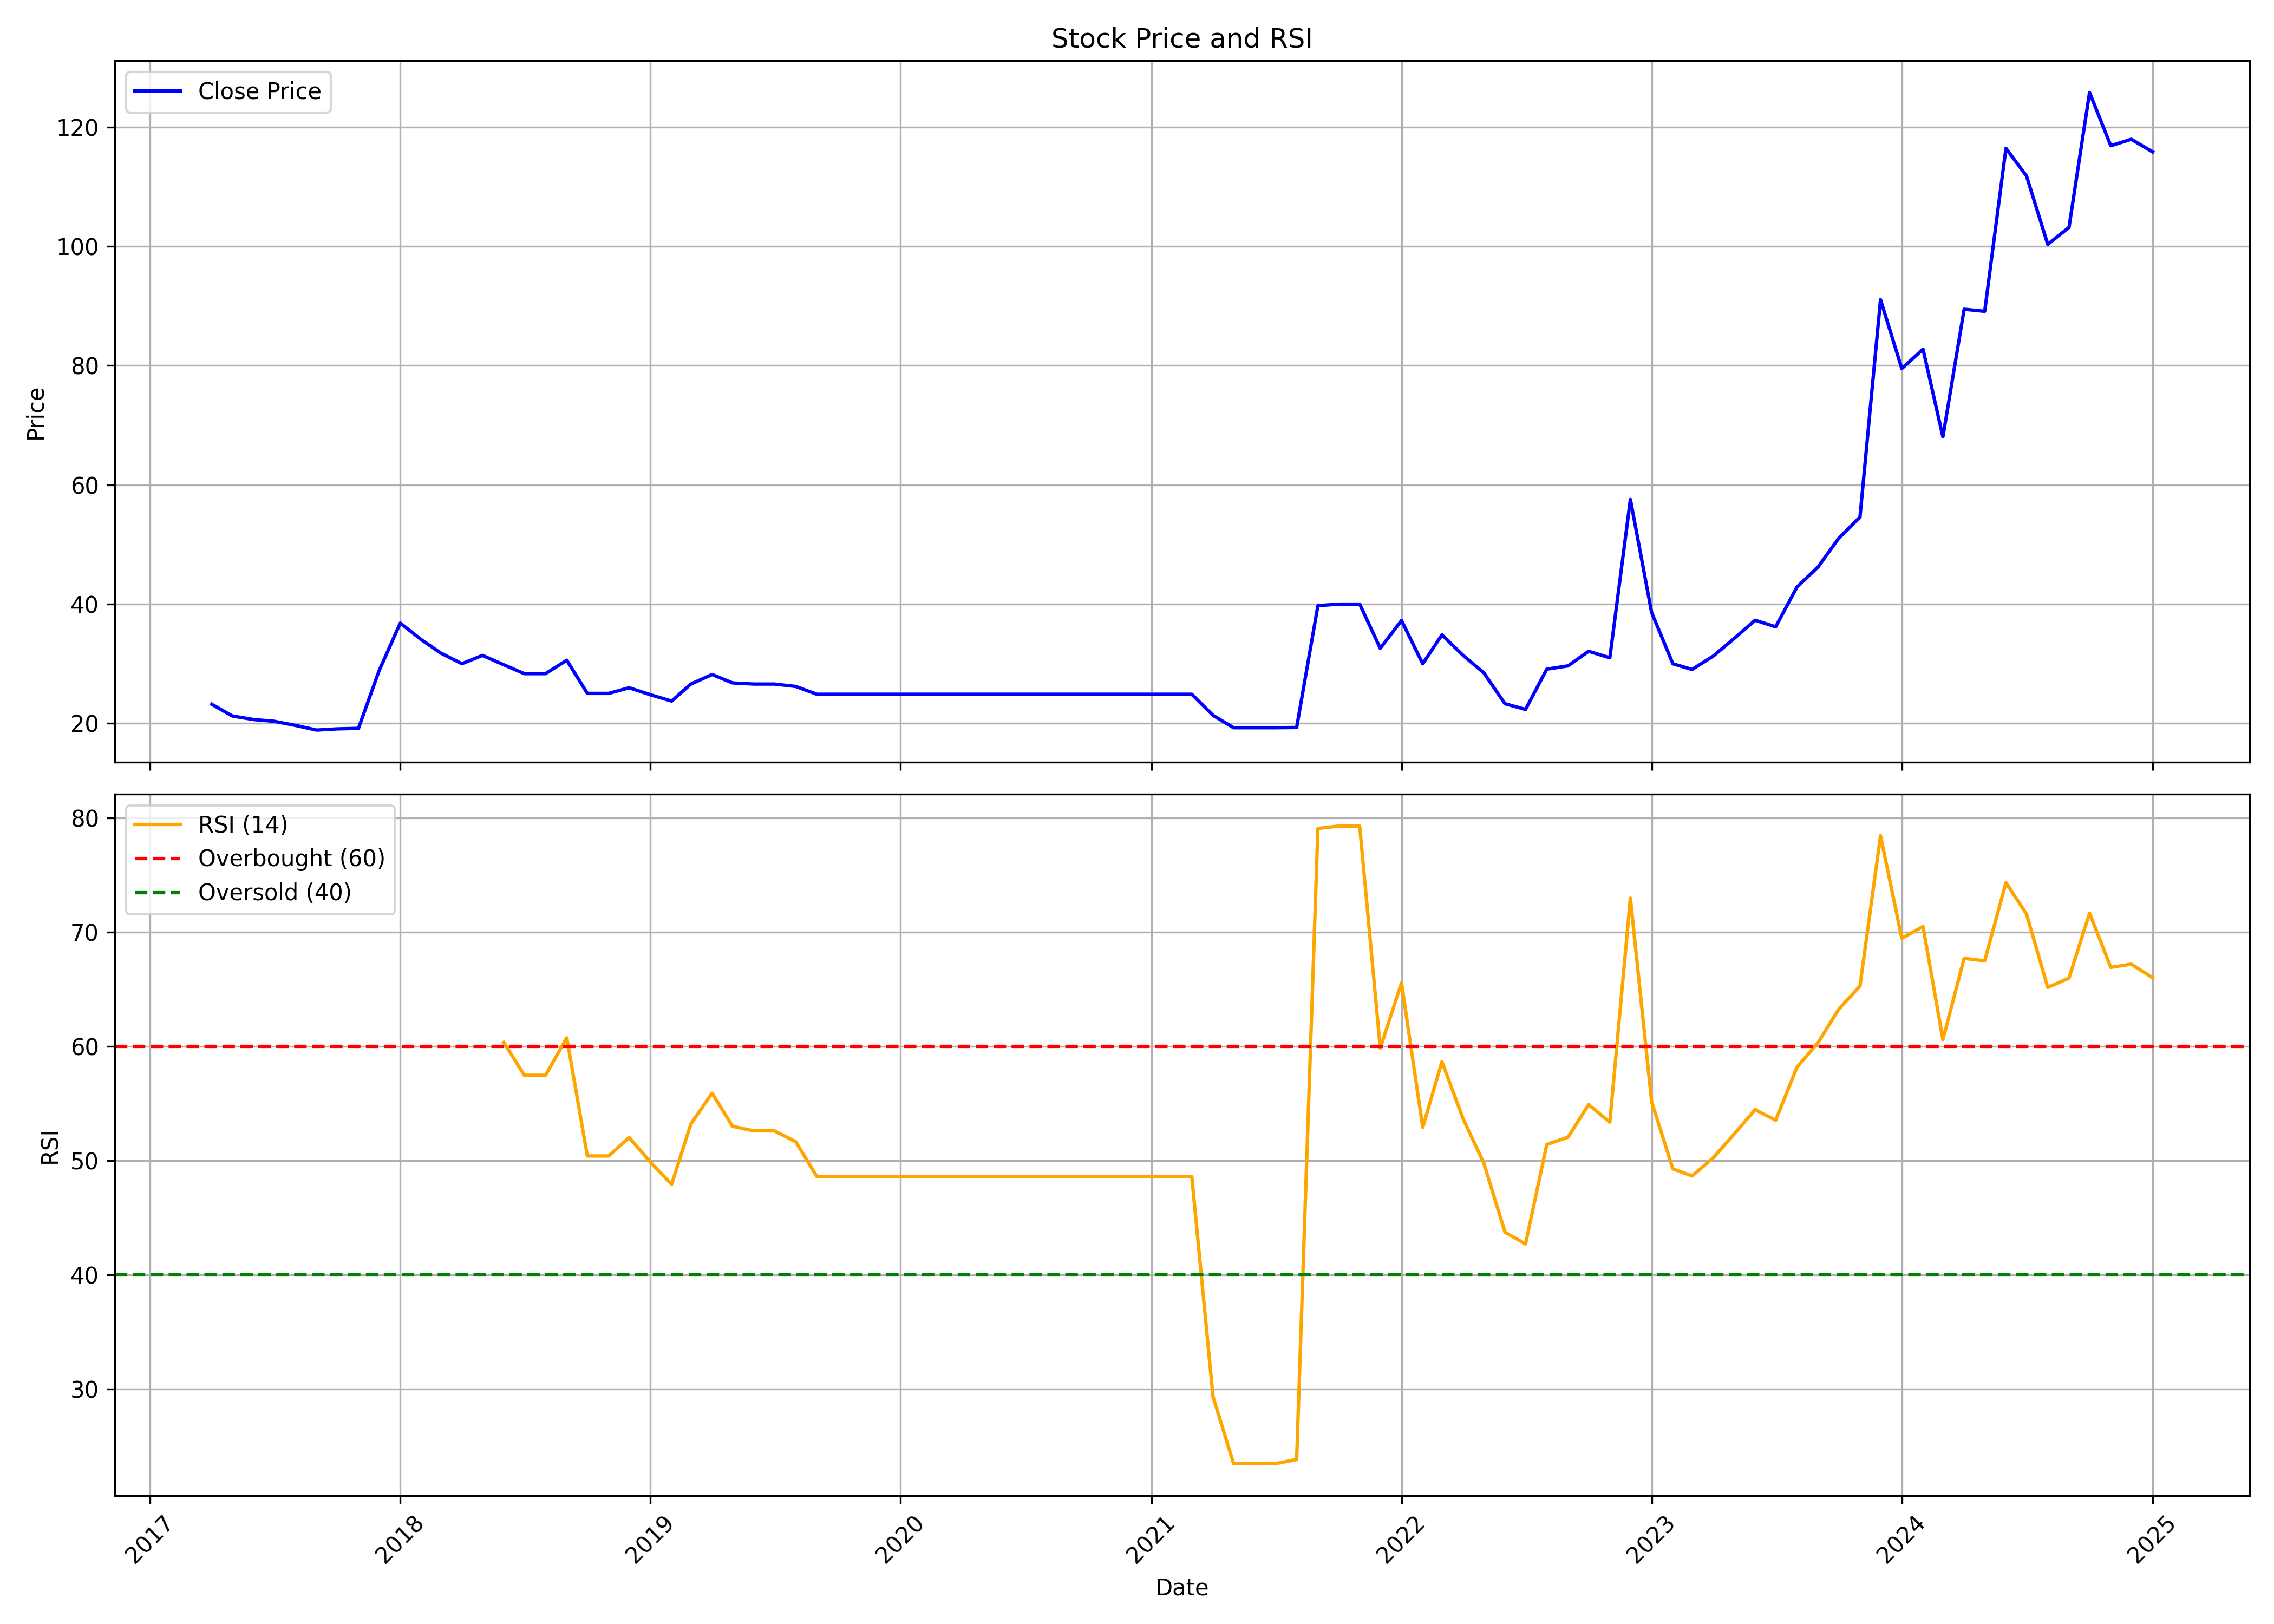 Stock Price and RSI
Close Price
120
100
80
60
40
20
Price
RSI (14)
Overbought (60)
Oversold (40)
80
70
60
50
40
30
RSI
2017
2018
2019
2020
2021
2022
2023
2024
2025
Date